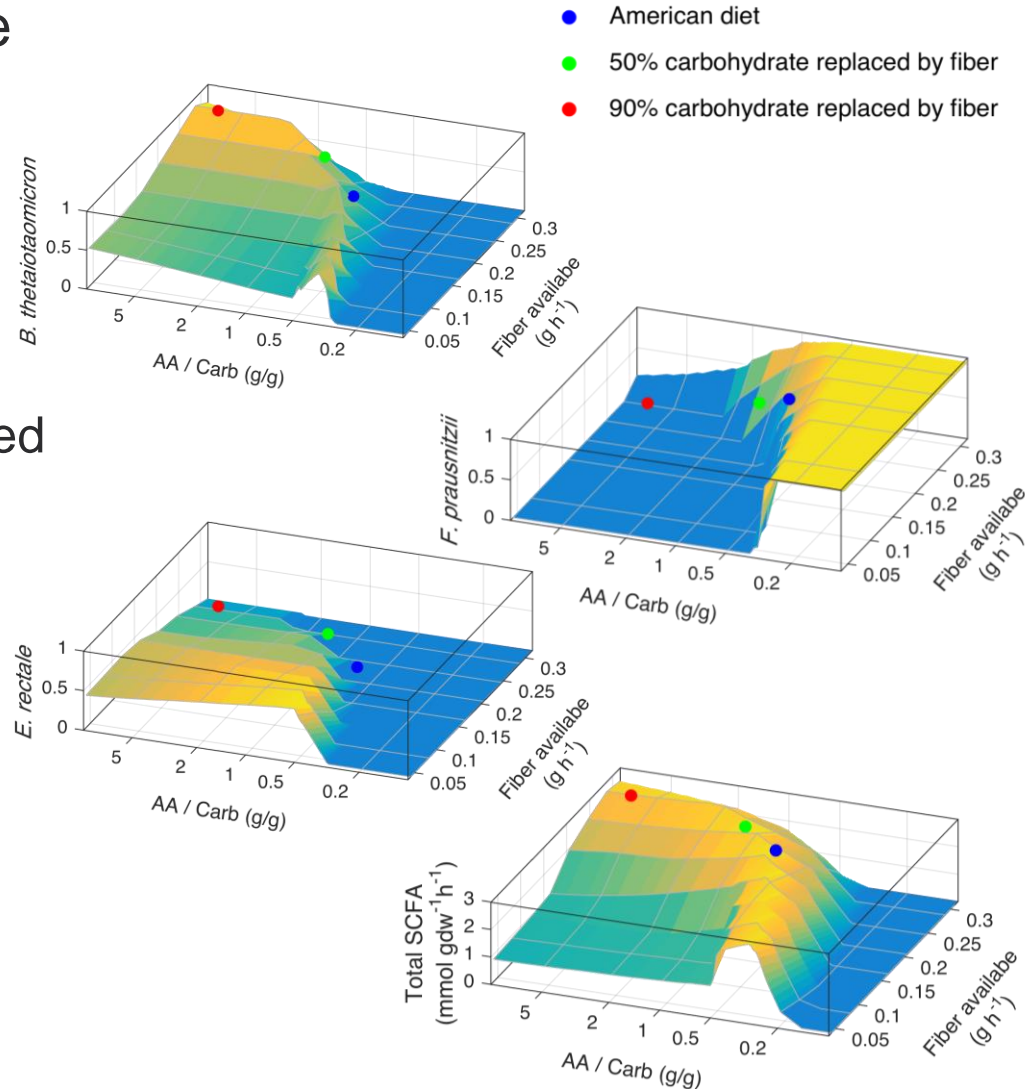 e
American diet
50% carbohydrate replaced by fiber
90% carbohydrate replaced by fiber
B. thetaiotaomicron
1
0.5
0
5
2
1
0.5
0.2
AA / Carb (g/g)
0.05
0.1
0.15
0.2
0.25
0.3
Fiber availabe
(g h⁻¹)
ed
F. prausnitzii
1
0.5
0
5
2
1
0.5
0.2
AA / Carb (g/g)
0.05
0.1
0.15
0.2
0.25
0.3
Fiber availabe
(g h⁻¹)
E. rectale
1
0.5
0
5
2
1
0.5
0.2
AA / Carb (g/g)
0.05
0.1
0.15
0.2
0.25
0.3
Fiber availabe
(g h⁻¹)
Total SCFA
(mmol gdw⁻¹h⁻¹)
3
2
1
0
5
2
1
0.5
0.2
AA / Carb (g/g)
0.05
0.1
0.15
0.2
0.25
0.3
Fiber availabe
(g h⁻¹)